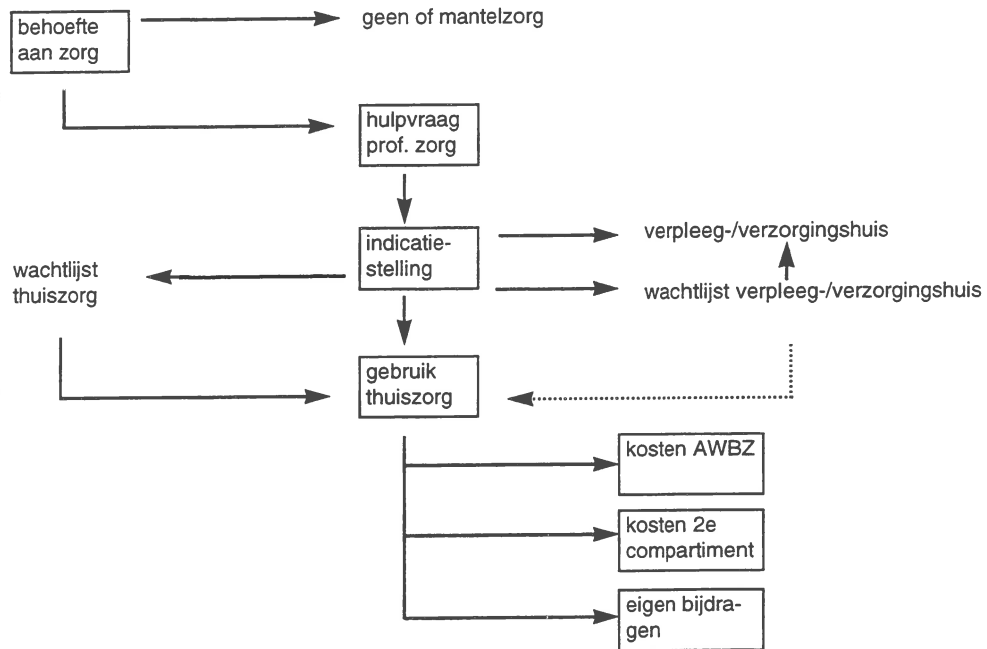 behoefte
aan zorg
geen of mantelzorg
hulpvraag
prof. zorg
indicatie-
stelling
verpleeg-/verzorgingshuis
wachtlijst
thuiszorg
wachtlijst verpleeg-/verzorgingshuis
gebruik
thuiszorg
kosten AWBZ
kosten 2e
compartiment
eigen bijdra-
gen